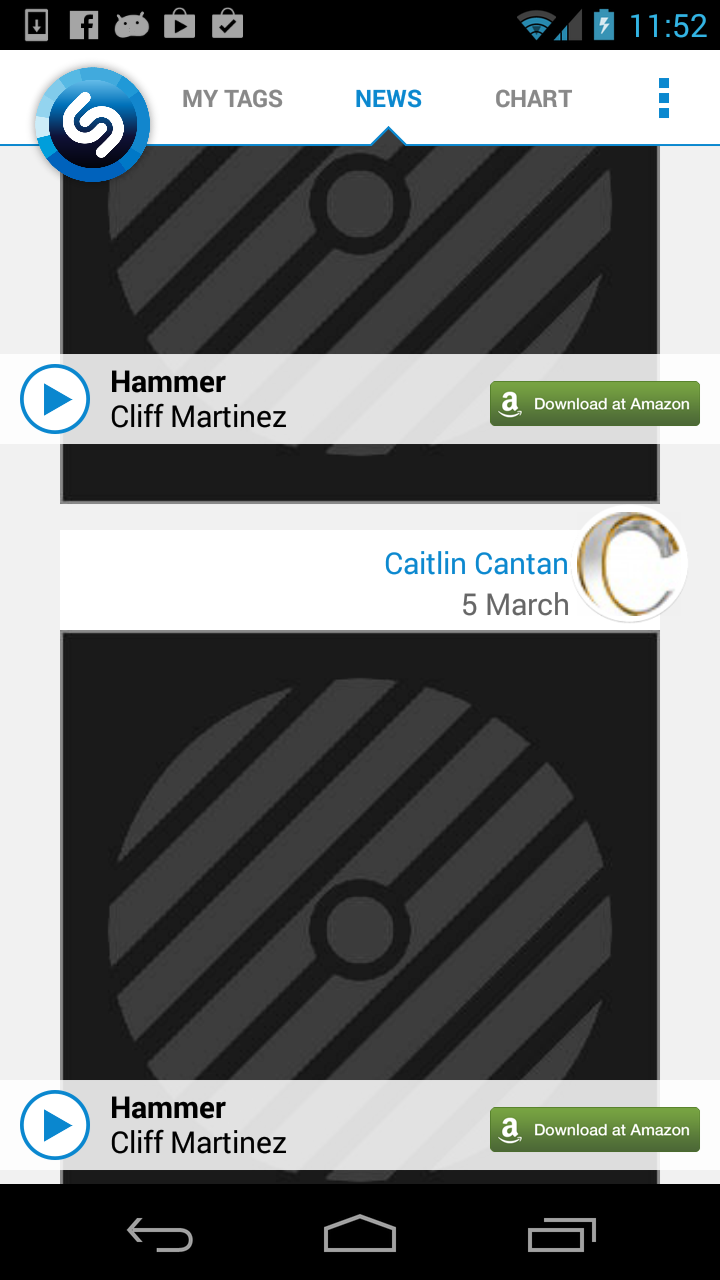 11:52
MY TAGS NEWS CHART
Hammer
Cliff Martinez
Download at Amazon
Caitlin Cantan
5 March
Hammer
Cliff Martinez
Download at Amazon